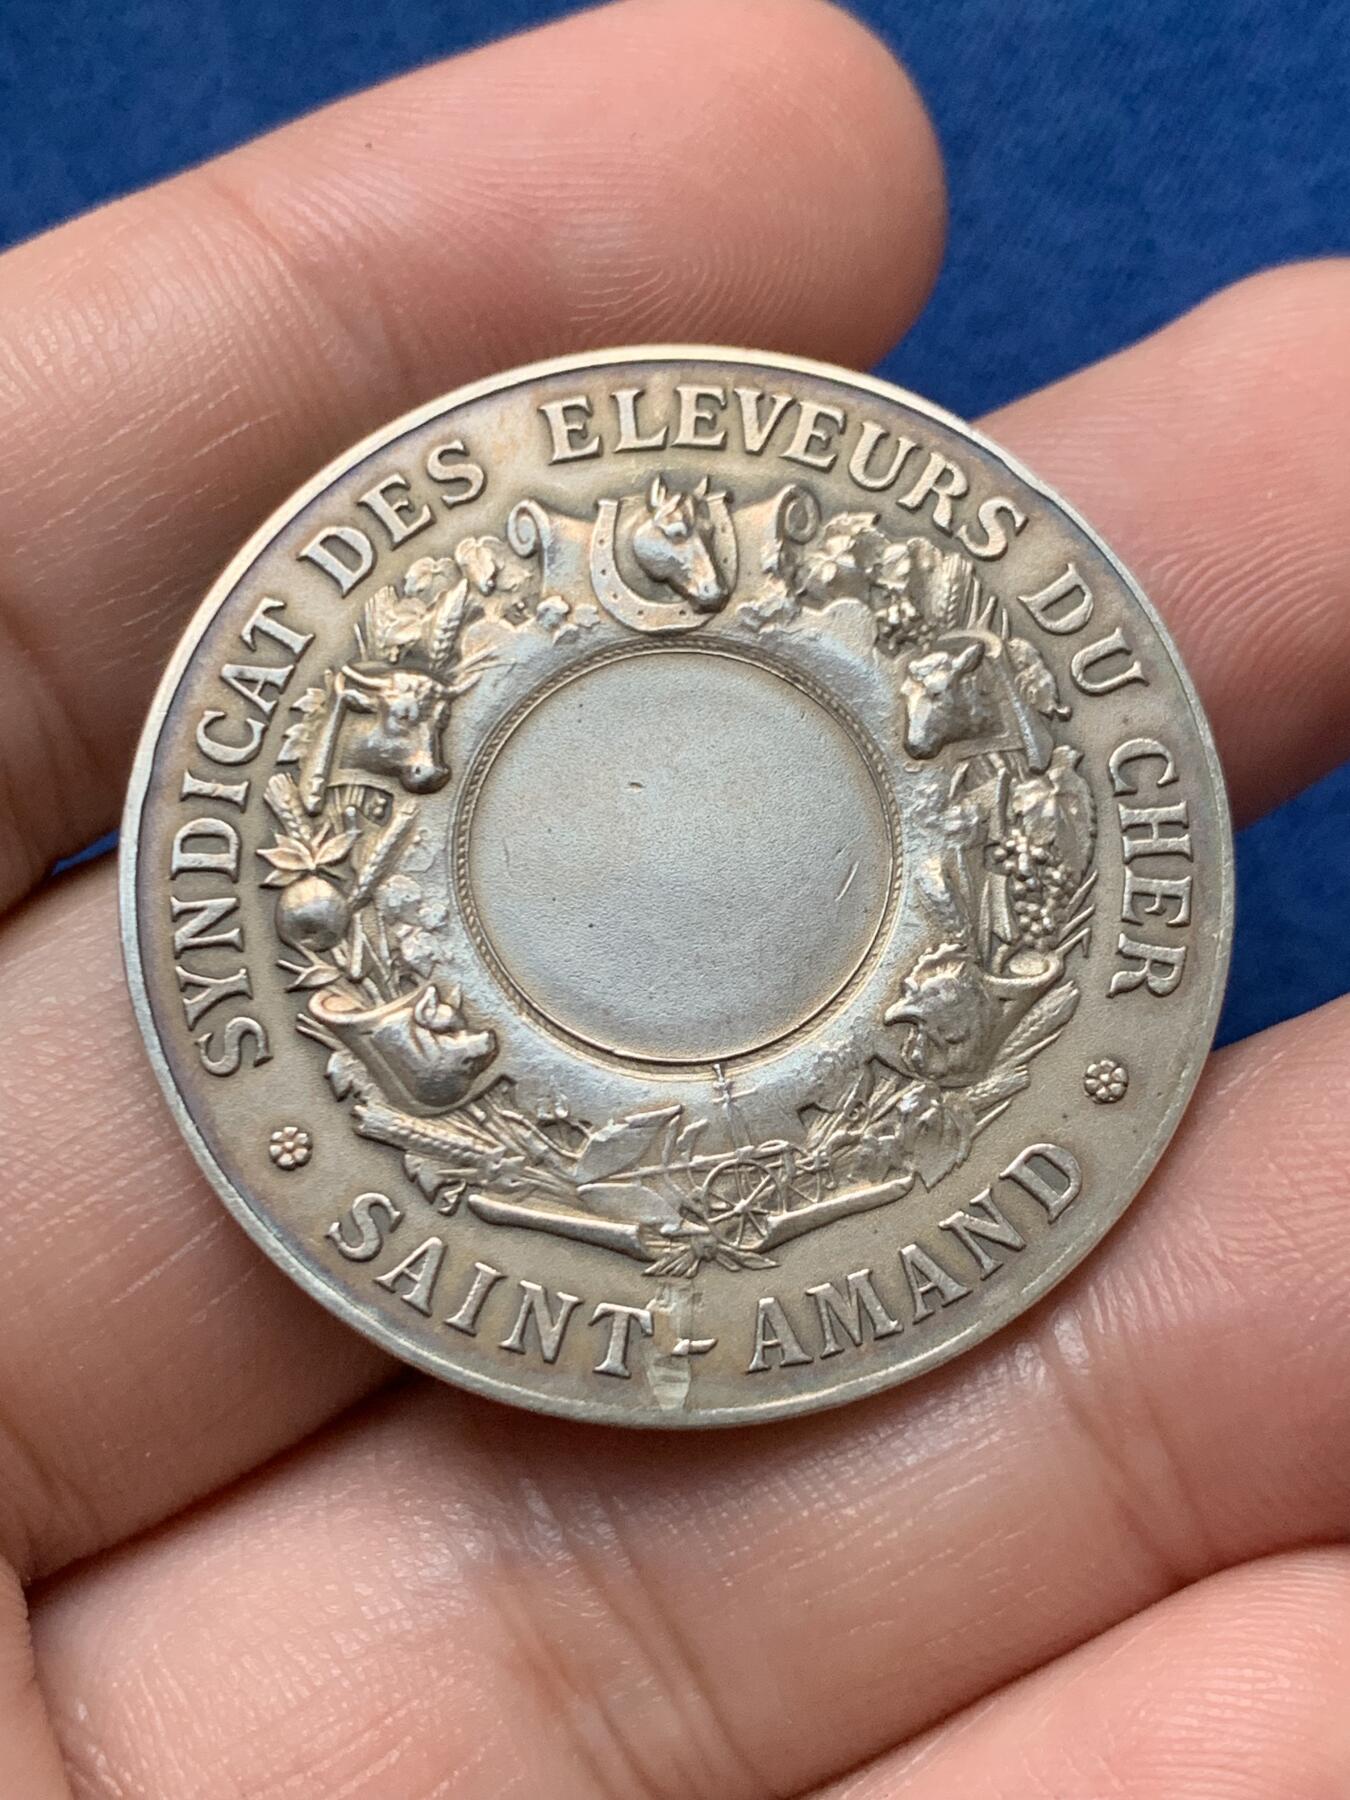 SYNDICAT DES ELEVEURS DU CHER
SAINT-AMAND